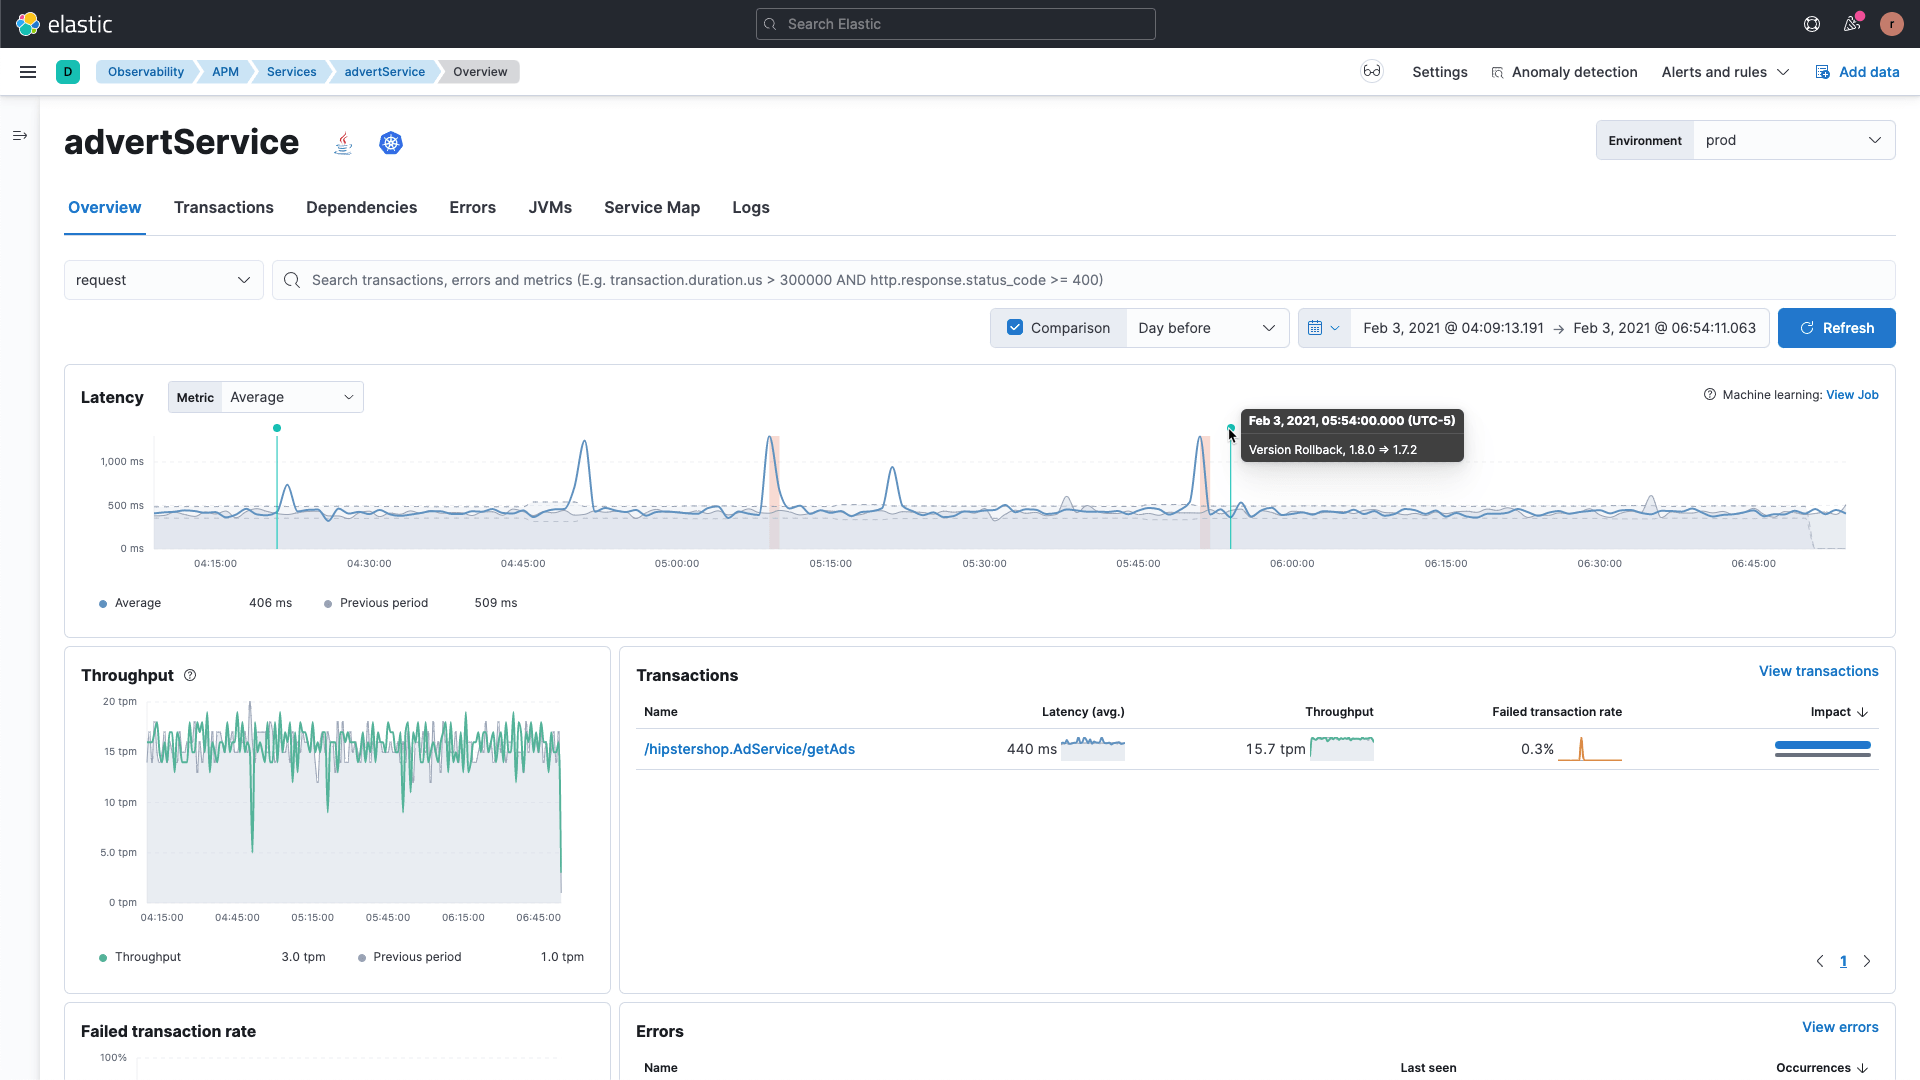 elastic
Search Elastic
r
D
Observability
APM
Services
advertService
Overview
Settings
Anomaly detection
Alerts and rules
Add data
advertService
Environment
prod
Overview
Transactions
Dependencies
Errors
JVMs
Service Map
Logs
request
Search transactions, errors and metrics (E.g. transaction.duration.us > 300000 AND http.response.status_code >= 400)
Comparison
Day before
Feb 3, 2021 @ 04:09:13.191 → Feb 3, 2021 @ 06:54:11.063
Refresh
Latency
Metric
Average
Machine learning: View Job
Feb 3, 2021, 05:54:00.000 (UTC-5)
Version Rollback, 1.8.0 => 1.7.2
1,000 ms
500 ms
0 ms
04:15:00
04:30:00
04:45:00
05:00:00
05:15:00
05:30:00
05:45:00
06:00:00
06:15:00
06:30:00
06:45:00
Average
406 ms
Previous period
509 ms
Throughput
20 tpm
15 tpm
10 tpm
5.0 tpm
0 tpm
04:15:00
04:45:00
05:15:00
05:45:00
06:15:00
06:45:00
Throughput
3.0 tpm
Previous period
1.0 tpm
Transactions
View transactions
Name
Latency (avg.)
Throughput
Failed transaction rate
Impact
/hipstershop.AdService/getAds
440 ms
15.7 tpm
0.3%
1
Failed transaction rate
100%
Errors
View errors
Name
Last seen
Occurrences